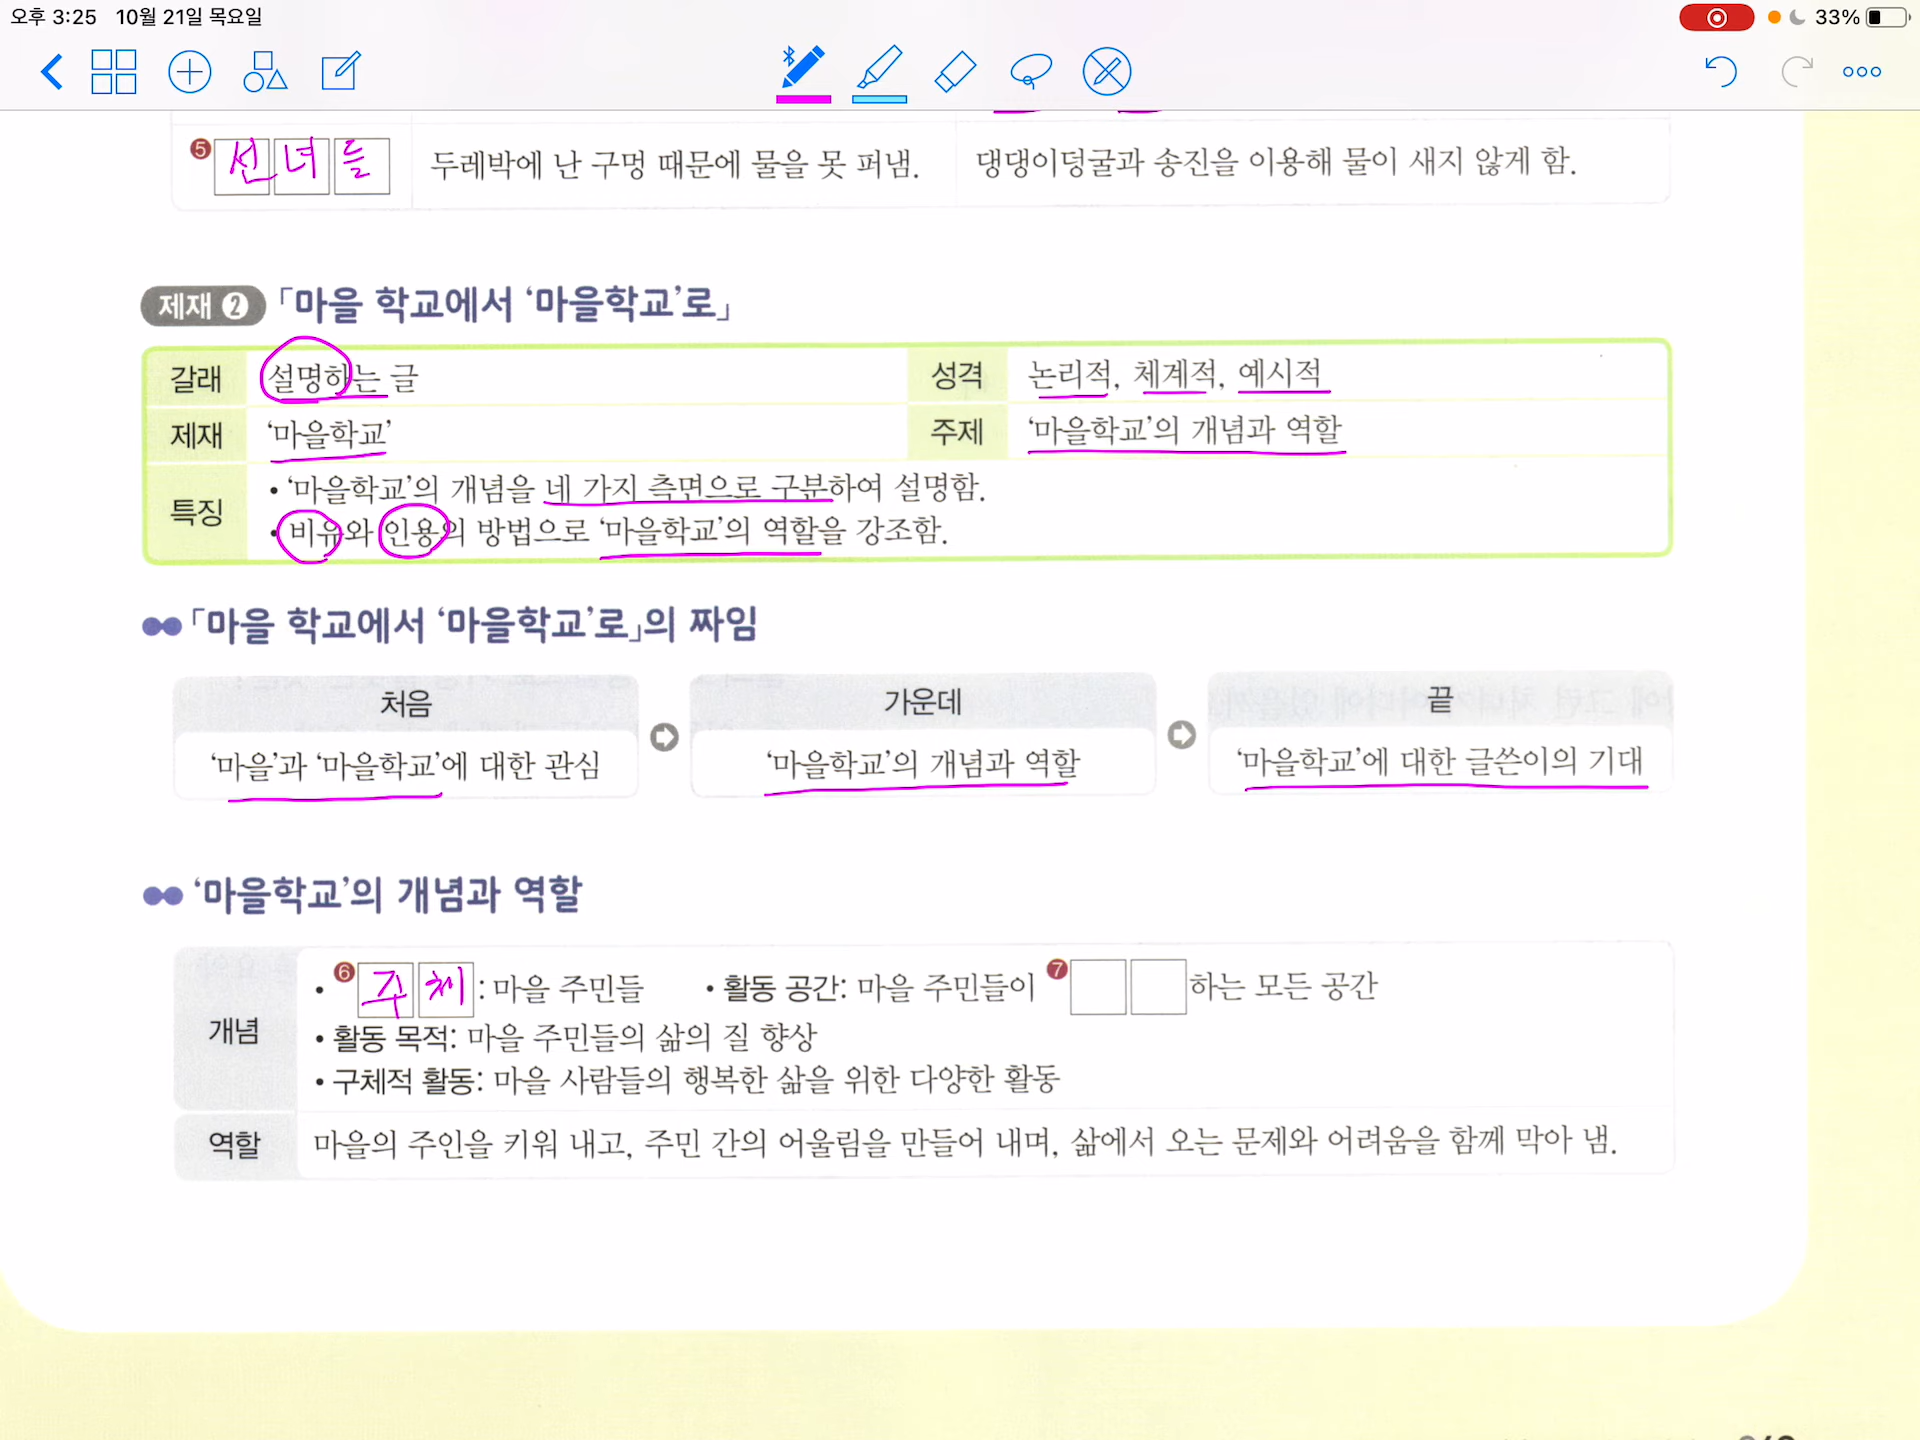 오후 3:25 10월 21일 목요일
33%
5 선녀들 두레박에 난 구멍 때문에 물을 못 퍼냄. 댕댕이덩굴과 송진을 이용해 물이 새지 않게 함.
제재 2 「마을 학교에서 ‘마을학교’로」
갈래 설명하는 글 성격 논리적, 체계적, 예시적
제재 ‘마을학교’ 주제 ‘마을학교’의 개념과 역할
특징 • ‘마을학교’의 개념을 네 가지 측면으로 구분하여 설명함.
• 비유와 인용의 방법으로 ‘마을학교’의 역할을 강조함.
「마을 학교에서 ‘마을학교’로」의 짜임
처음 가운데 끝
‘마을’과 ‘마을학교’에 대한 관심 ‘마을학교’의 개념과 역할 ‘마을학교’에 대한 글쓴이의 기대
‘마을학교’의 개념과 역할
개념 • 6 주체 : 마을 주민들 • 활동 공간: 마을 주민들이 7 하는 모든 공간
• 활동 목적: 마을 주민들의 삶의 질 향상
• 구체적 활동: 마을 사람들의 행복한 삶을 위한 다양한 활동
역할 마을의 주인을 키워 내고, 주민 간의 어울림을 만들어 내며, 삶에서 오는 문제와 어려움을 함께 막아 냄.